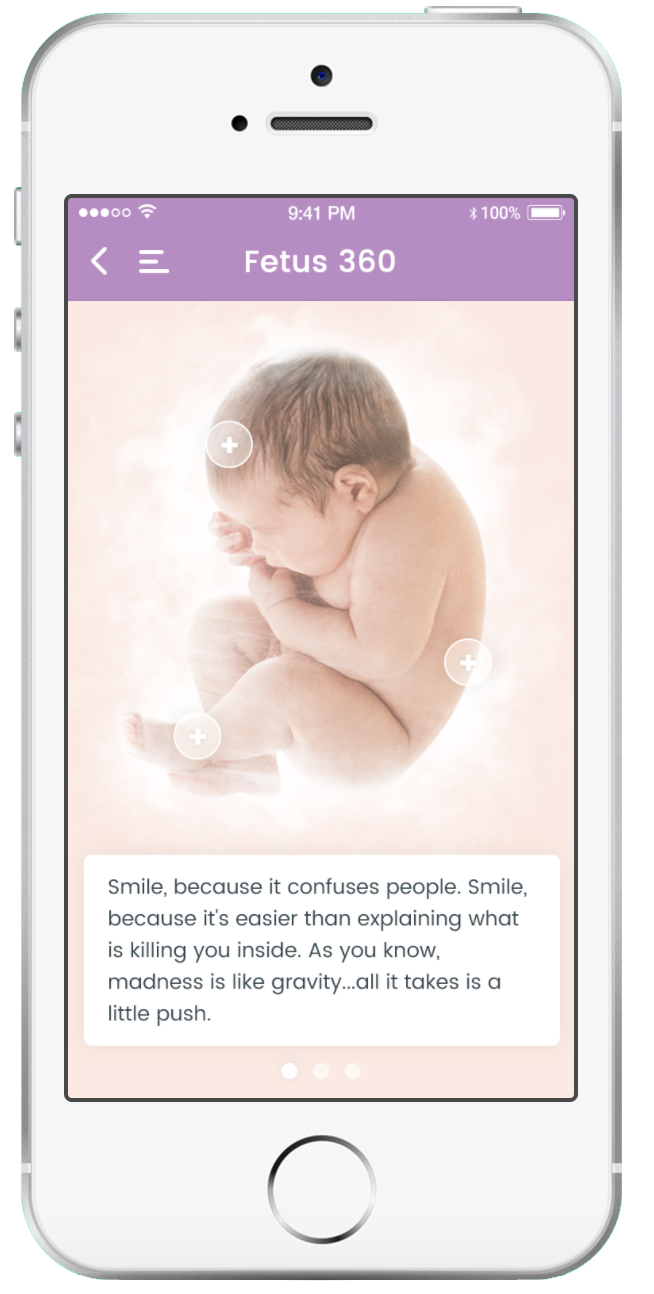 9:41 PM 100%
Fetus 360
Smile, because it confuses people. Smile,
because it's easier than explaining what
is killing you inside. As you know,
madness is like gravity...all it takes is a
little push.